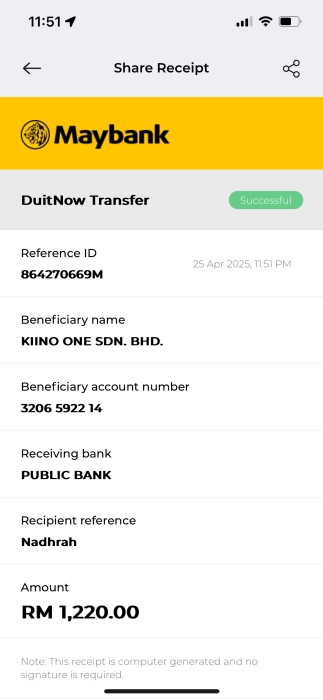 11:51
Share Receipt
Maybank
DuitNow Transfer
Successful
Reference ID
25 Apr 2025, 11:51 PM
864270669M
Beneficiary name
KIINO ONE SDN. BHD.
Beneficiary account number
3206 5922 14
Receiving bank
PUBLIC BANK
Recipient reference
Nadhrah
Amount
RM 1,220.00
Note: This receipt is computer generated and no
signature is required.